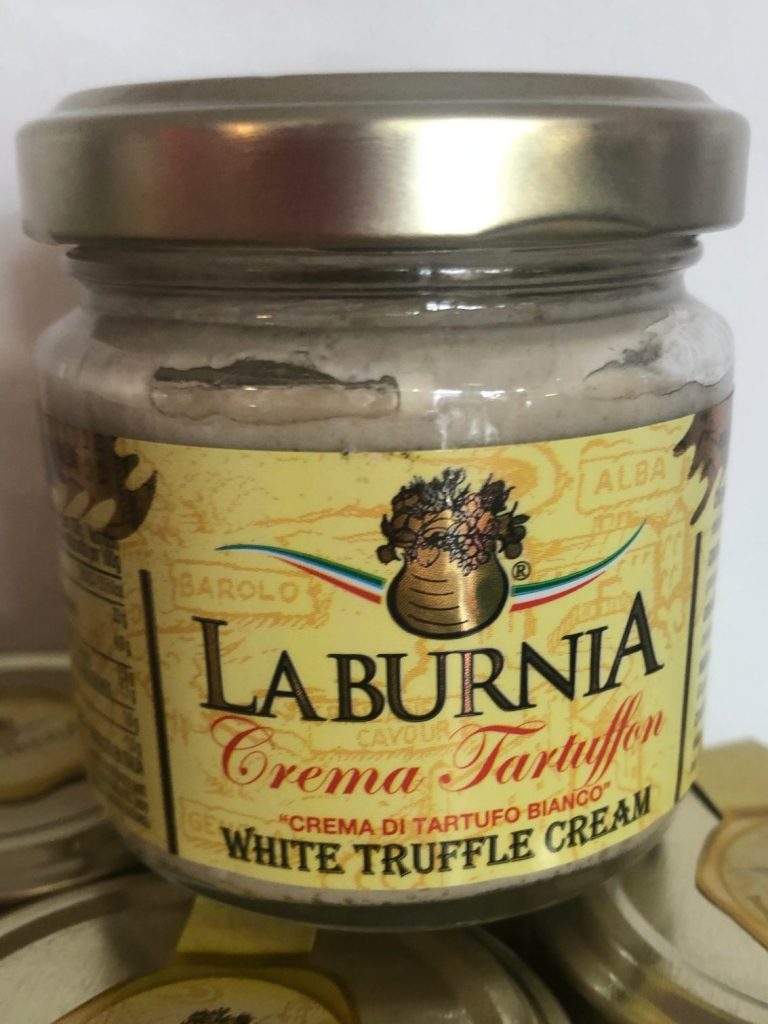 ALBA
®
BAROLO
LABURNIA
CAVOUR
Crema Tartuffon
"CREMA DI TARTUFO BIANCO"
WHITE TRUFFLE CREAM